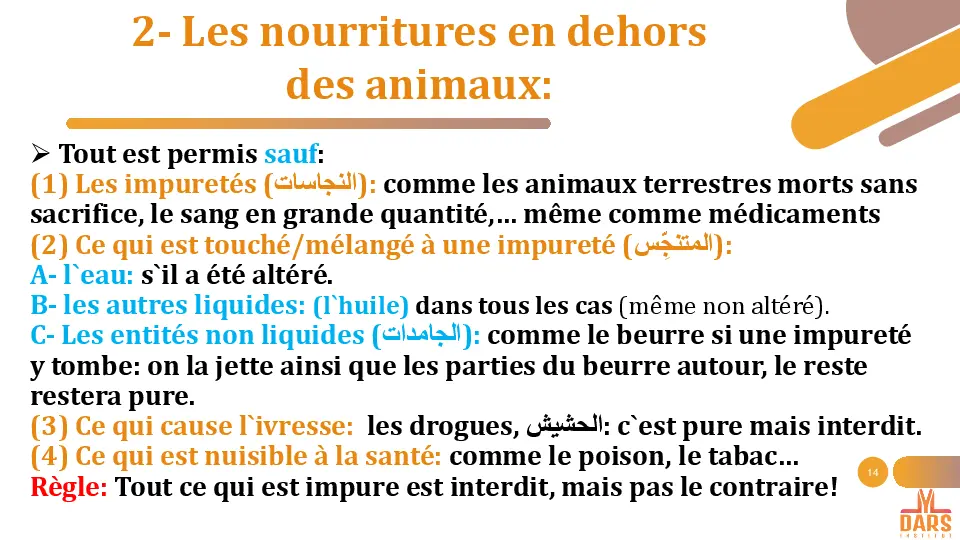 2- Les nourritures en dehors
des animaux:
➢ Tout est permis sauf:
(1) Les impuretés (النجاسات): comme les animaux terrestres morts sans
sacrifice, le sang en grande quantité,… même comme médicaments
(2) Ce qui est touché/mélangé à une impureté (المتنجِّس):
A- l`eau: s`il a été altéré.
B- les autres liquides: (l`huile) dans tous les cas (même non altéré).
C- Les entités non liquides (الجامدات): comme le beurre si une impureté
y tombe: on la jette ainsi que les parties du beurre autour, le reste
restera pure.
(3) Ce qui cause l`ivresse: les drogues, الحشيش: c`est pure mais interdit.
(4) Ce qui est nuisible à la santé: comme le poison, le tabac…
Règle: Tout ce qui est impure est interdit, mais pas le contraire!
14
DARS
INSTITUT